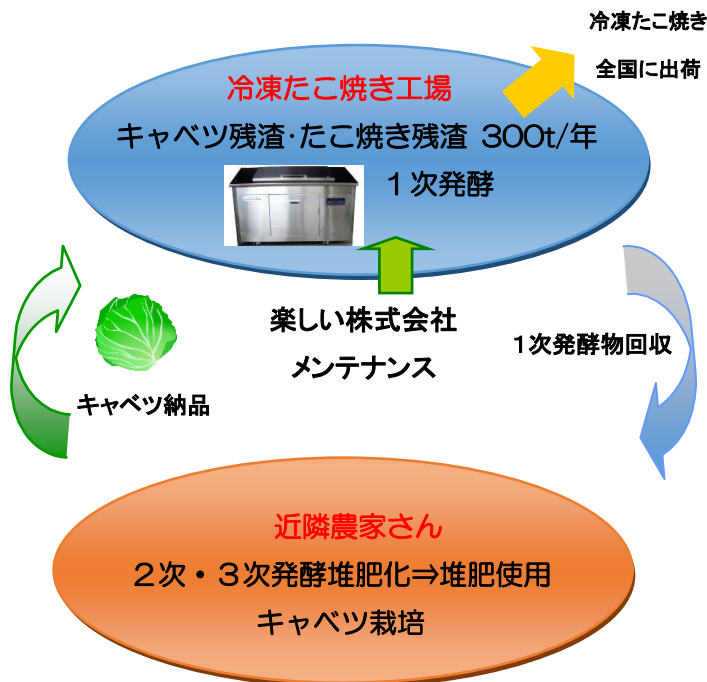 冷凍たこ焼き
全国に出荷
冷凍たこ焼き工場
キャベツ残渣･たこ焼き残渣 300t/年
１次発酵
楽しい株式会社
メンテナンス
1次発酵物回収
キャベツ納品
近隣農家さん
２次・３次発酵堆肥化⇒堆肥使用
キャベツ栽培